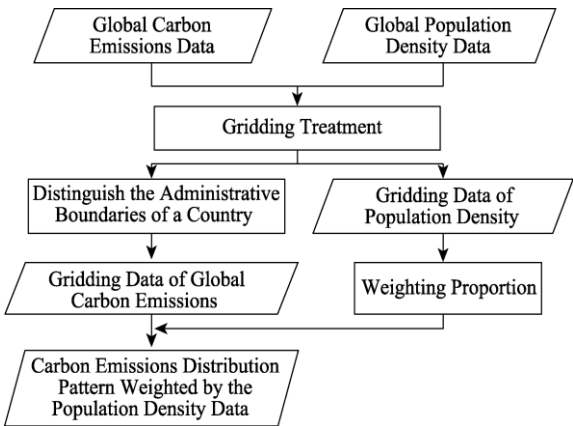 Global Carbon
Emissions Data
Global Population
Density Data
Gridding Treatment
Distinguish the Administrative
Boundaries of a Country
Gridding Data of
Population Density
Gridding Data of Global
Carbon Emissions
Weighting Proportion
Carbon Emissions Distribution
Pattern Weighted by the
Population Density Data